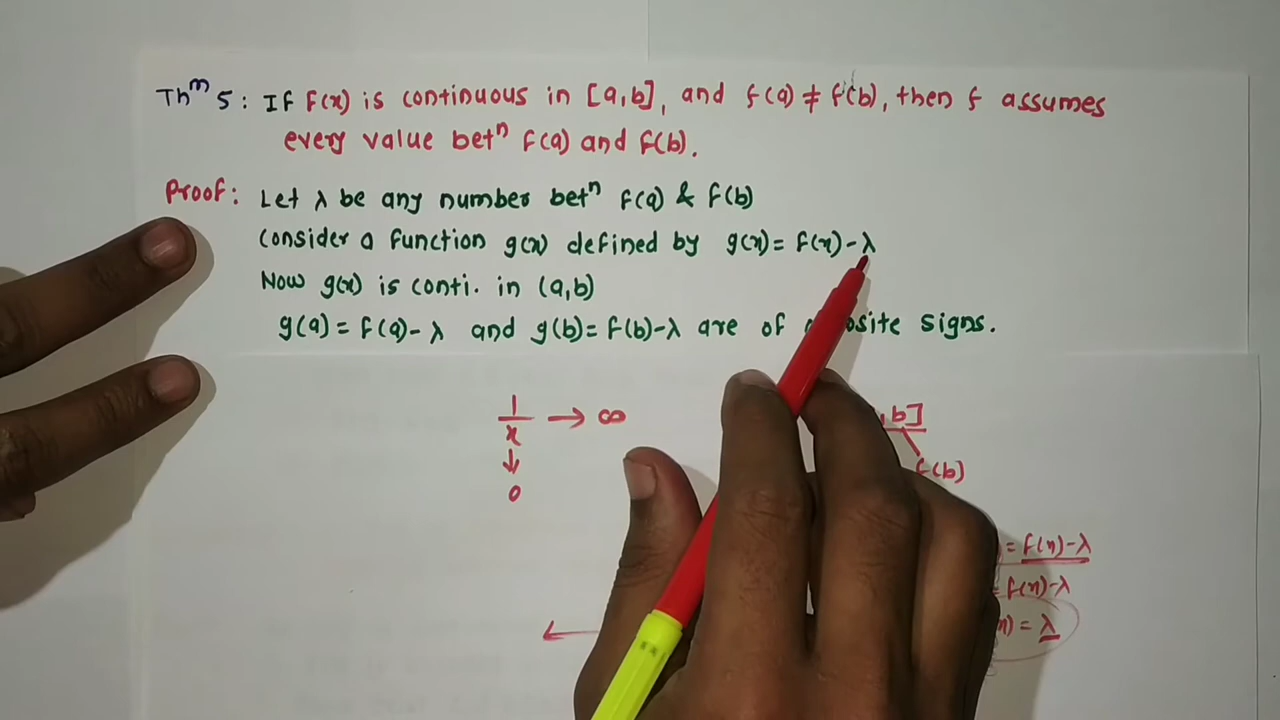 Thᵐ 5: If F(x) is continuous in [a,b], and f(a) ≠ f(b), then f assumes
every value betⁿ F(a) and F(b).
Proof: Let λ be any number betⁿ F(a) & F(b)
Consider a function g(x) defined by g(x) = F(x) - λ
Now g(x) is conti. in (a,b)
g(a) = F(a) - λ and g(b) = F(b) - λ are of signs.
1/x → ∞
↓
0
b]
f(b)
= f(x) - λ
= f(x) - λ
= λ